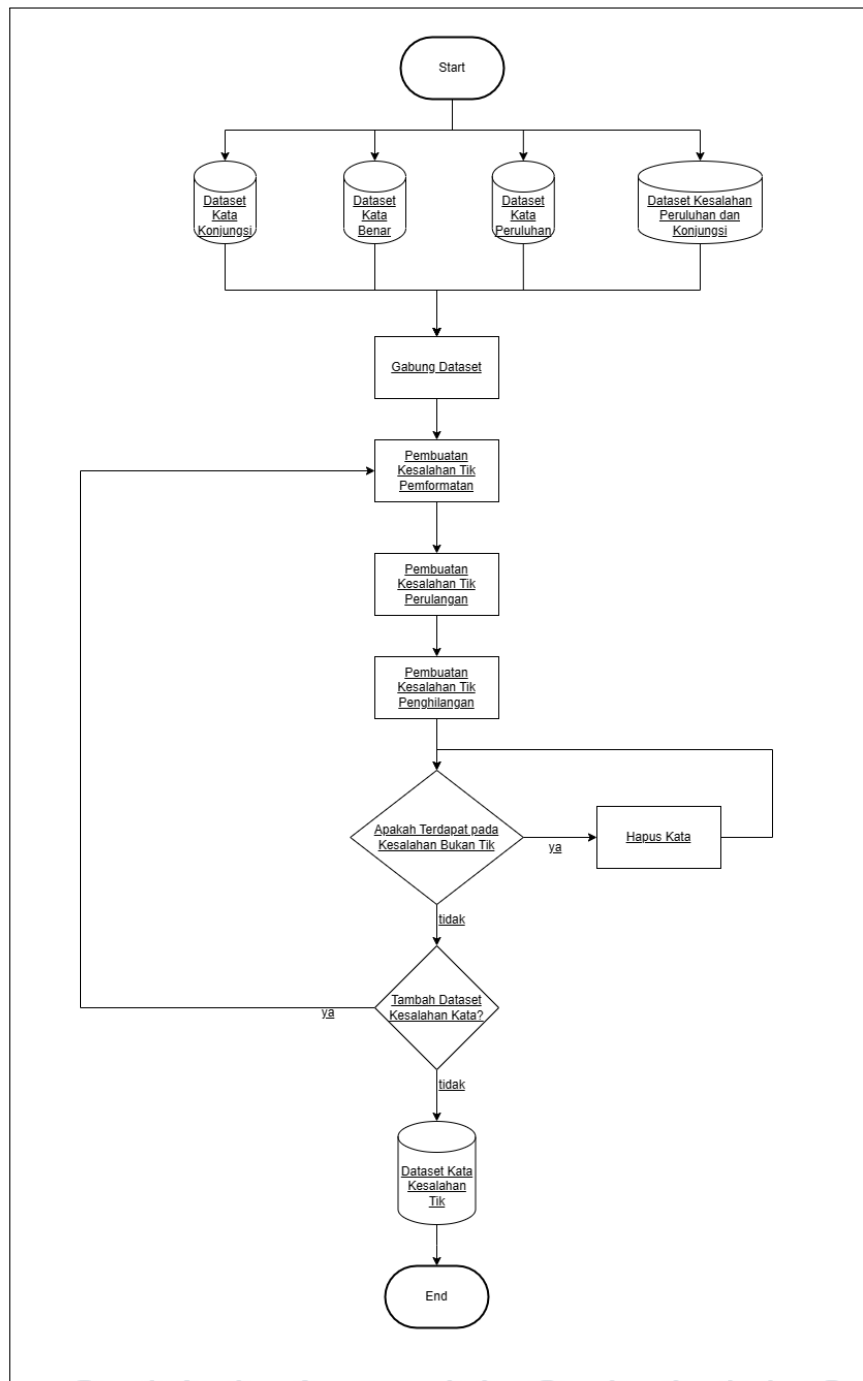 Start
Dataset
Kata
Konjungsi
Dataset
Kata
Benar
Dataset
Kata
Peruluhan
Dataset Kesalahan
Peruluhan dan
Konjungsi
Gabung Dataset
Pembuatan
Kesalahan Tik
Pemformatan
Pembuatan
Kesalahan Tik
Perulangan
Pembuatan
Kesalahan Tik
Penghilangan
Apakah Terdapat pada
Kesalahan Bukan Tik
ya
Hapus Kata
tidak
Tambah Dataset
Kesalahan Kata?
ya
tidak
Dataset Kata
Kesalahan
Tik
End